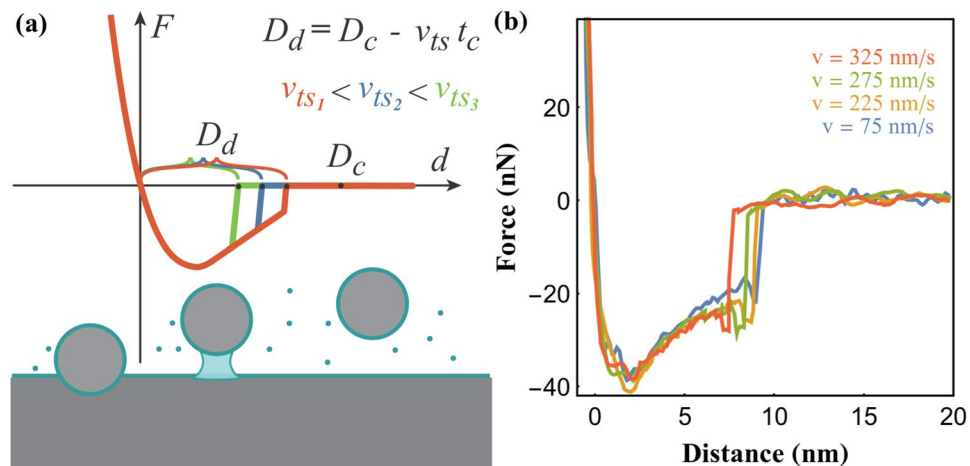 (a)
F
D_d = D_c - v_ts t_c
v_ts1 < v_ts2 < v_ts3
D_d
D_c
d
(b)
v = 325 nm/s
v = 275 nm/s
v = 225 nm/s
v = 75 nm/s
Force (nN)
20
0
−20
−40
0
5
10
15
20
Distance (nm)